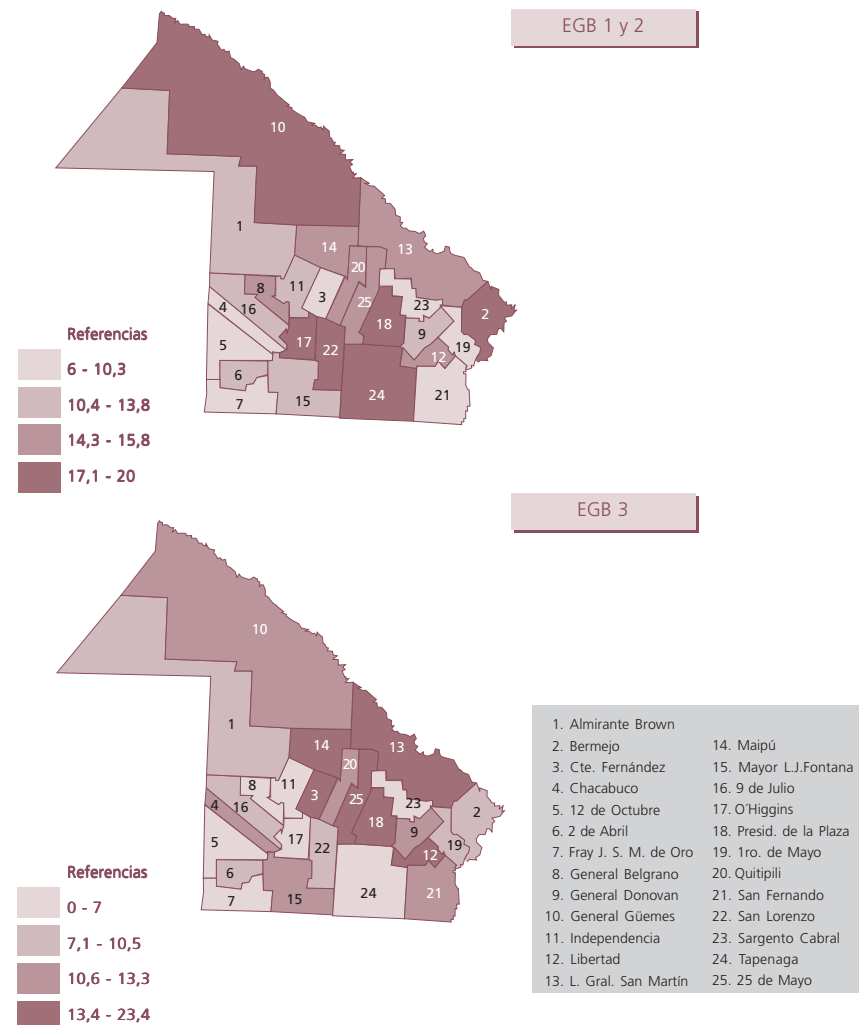 EGB 1 y 2
10
1
14
13
20
8
11
3
25
23
2
4
16
18
9
5
17
22
12
19
6
24
21
7
15
Referencias
6 - 10,3
10,4 - 13,8
14,3 - 15,8
17,1 - 20
EGB 3
10
1
14
13
20
8
11
3
25
23
2
4
16
18
9
5
17
22
12
19
6
24
21
7
15
Referencias
0 - 7
7,1 - 10,5
10,6 - 13,3
13,4 - 23,4
1. Almirante Brown
2. Bermejo
3. Cte. Fernández
4. Chacabuco
5. 12 de Octubre
6. 2 de Abril
7. Fray J. S. M. de Oro
8. General Belgrano
9. General Donovan
10. General Güemes
11. Independencia
12. Libertad
13. L. Gral. San Martín
14. Maipú
15. Mayor L.J.Fontana
16. 9 de Julio
17. O´Higgins
18. Presid. de la Plaza
19. 1ro. de Mayo
20. Quitipili
21. San Fernando
22. San Lorenzo
23. Sargento Cabral
24. Tapenaga
25. 25 de Mayo